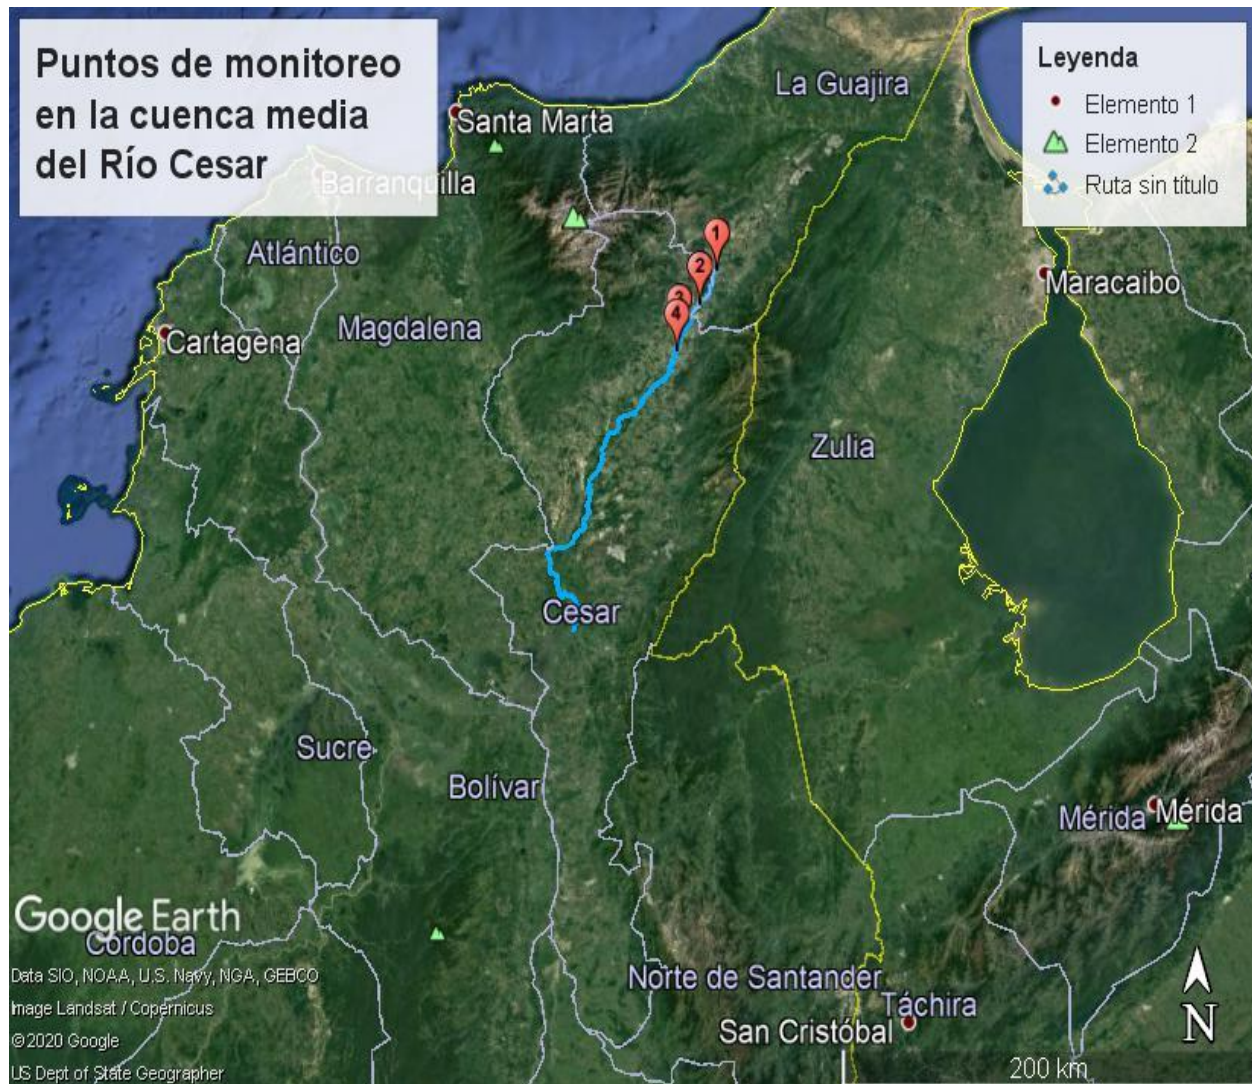 Puntos de monitoreo
en la cuenca media
del Río Cesar
Leyenda
Elemento 1
Elemento 2
Ruta sin título
La Guajira
Santa Marta
Barranquilla
Atlántico
Magdalena
Cartagena
Maracaibo
1
2
3
4
Zulia
Cesar
Sucre
Bolívar
Mérida
Mérida
Google Earth
Córdoba
Data SIO, NOAA, U.S. Navy, NGA, GEBCO
Image Landsat / Copernicus
©2020 Google
US Dept of State Geographer
Norte de Santander
Táchira
San Cristóbal
N
200 km